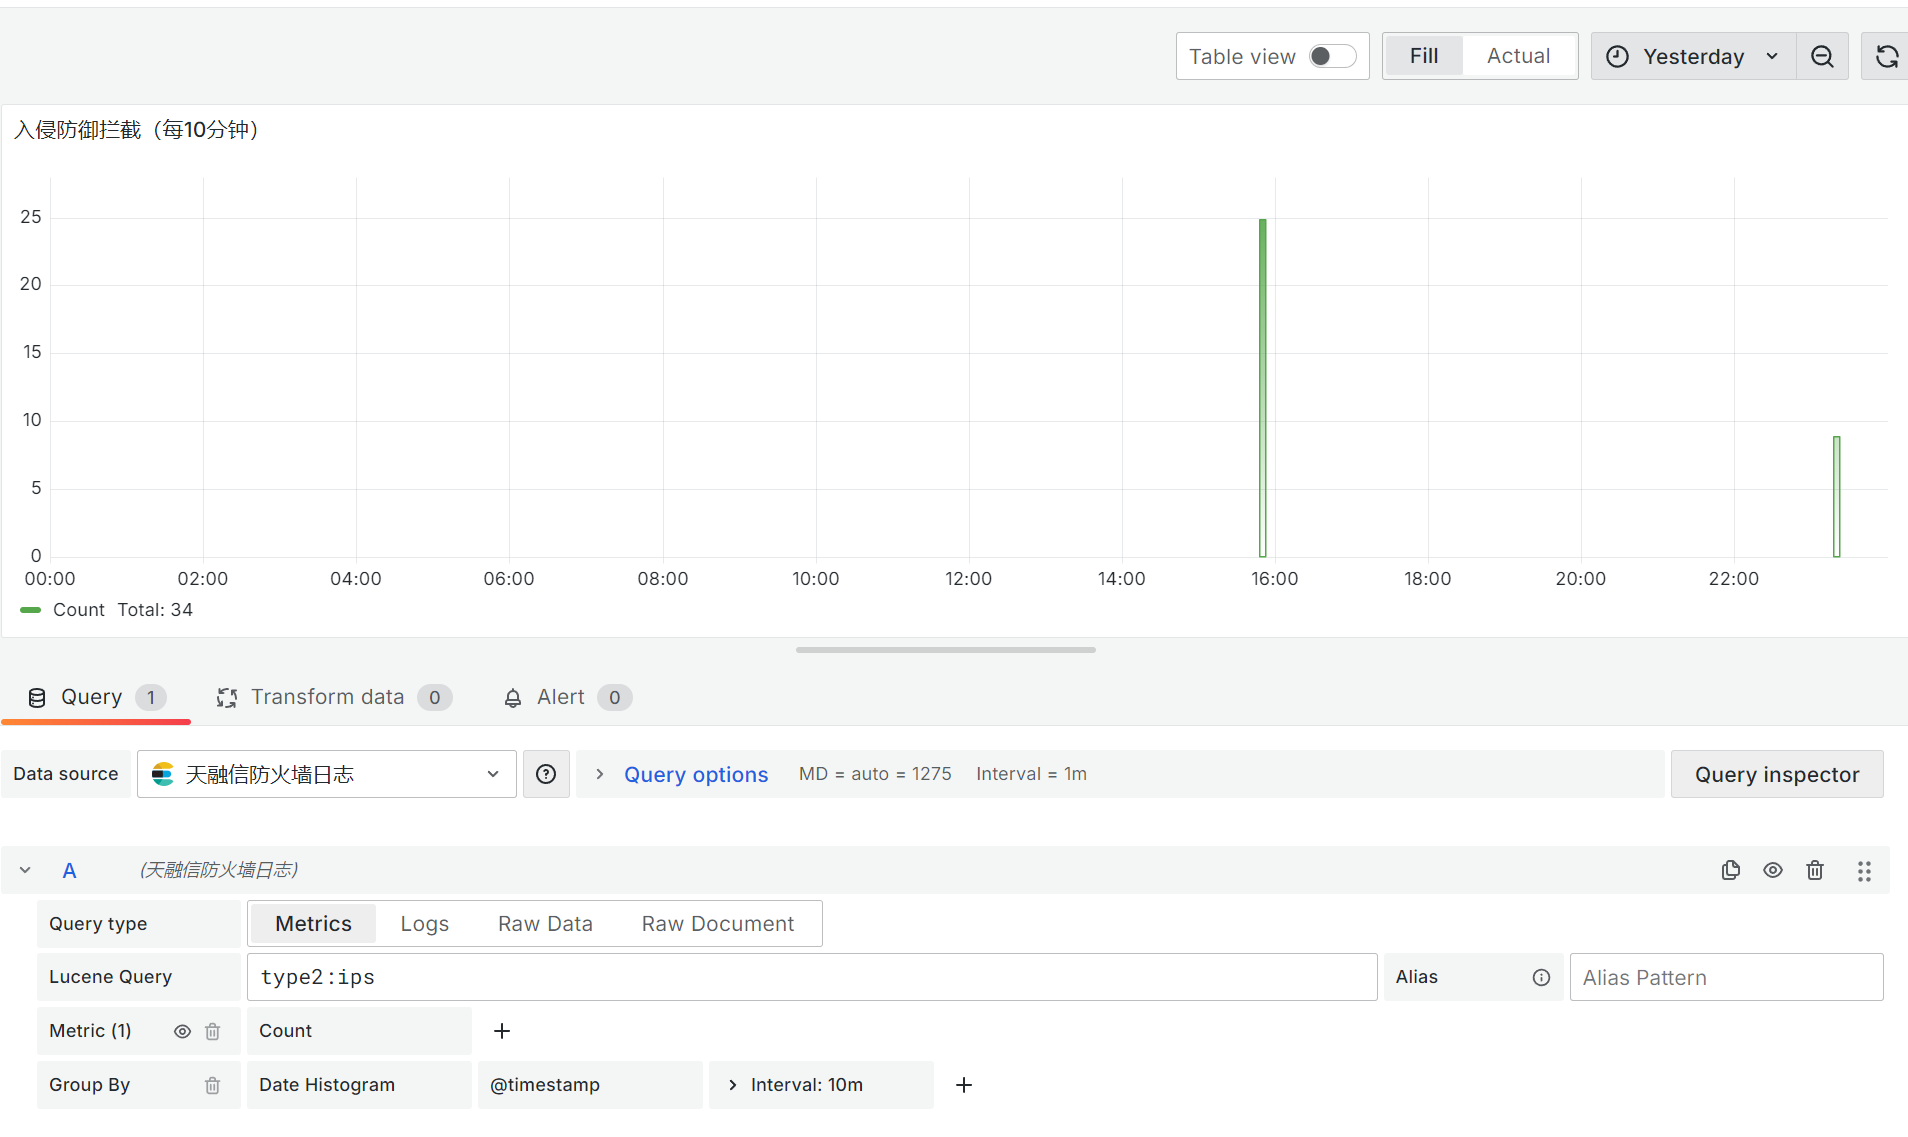 Table view Fill Actual Yesterday
入侵防御拦截（每10分钟）
25
20
15
10
5
0
00:00 02:00 04:00 06:00 08:00 10:00 12:00 14:00 16:00 18:00 20:00 22:00
Count Total: 34
Query 1 Transform data 0 Alert 0
Data source 天融信防火墙日志 Query options MD = auto = 1275 Interval = 1m Query inspector
A (天融信防火墙日志)
Query type Metrics Logs Raw Data Raw Document
Lucene Query type2:ips Alias Alias Pattern
Metric (1) Count
Group By Date Histogram @timestamp Interval: 10m